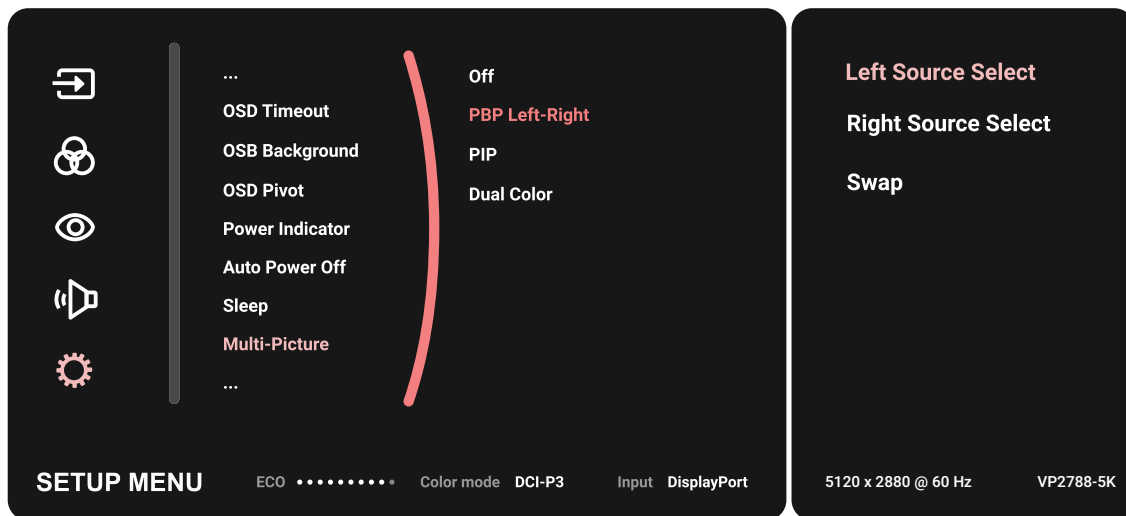 ...
OSD Timeout
OSB Background
OSD Pivot
Power Indicator
Auto Power Off
Sleep
Multi-Picture
...
Off
PBP Left-Right
PIP
Dual Color
Left Source Select
Right Source Select
Swap
SETUP MENU ECO Color mode DCI-P3 Input DisplayPort 5120 x 2880 @ 60 Hz VP2788-5K